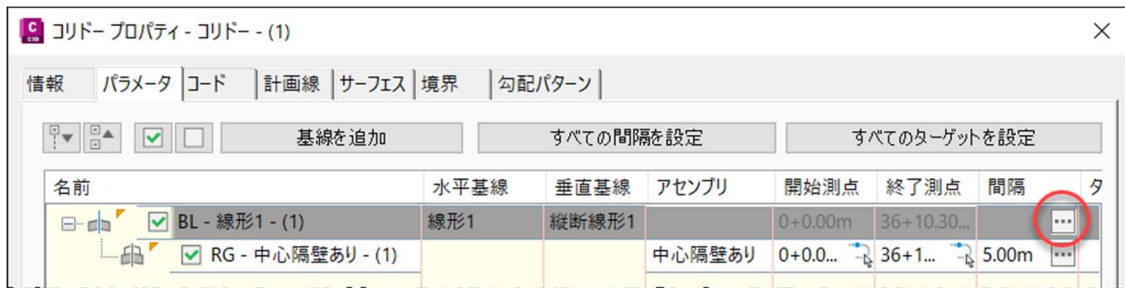 コリドー プロパティ - コリドー - (1)
情報 パラメータ コード 計画線 サーフェス 境界 勾配パターン
基線を追加 すべての間隔を設定 すべてのターゲットを設定
名前 水平基線 垂直基線 アセンブリ 開始測点 終了測点 間隔 タ
BL - 線形1 - (1) 線形1 縦断線形1 0+0.00m 36+10.30...
RG - 中心隔壁あり - (1) 中心隔壁あり 0+0.0... 36+1... 5.00m